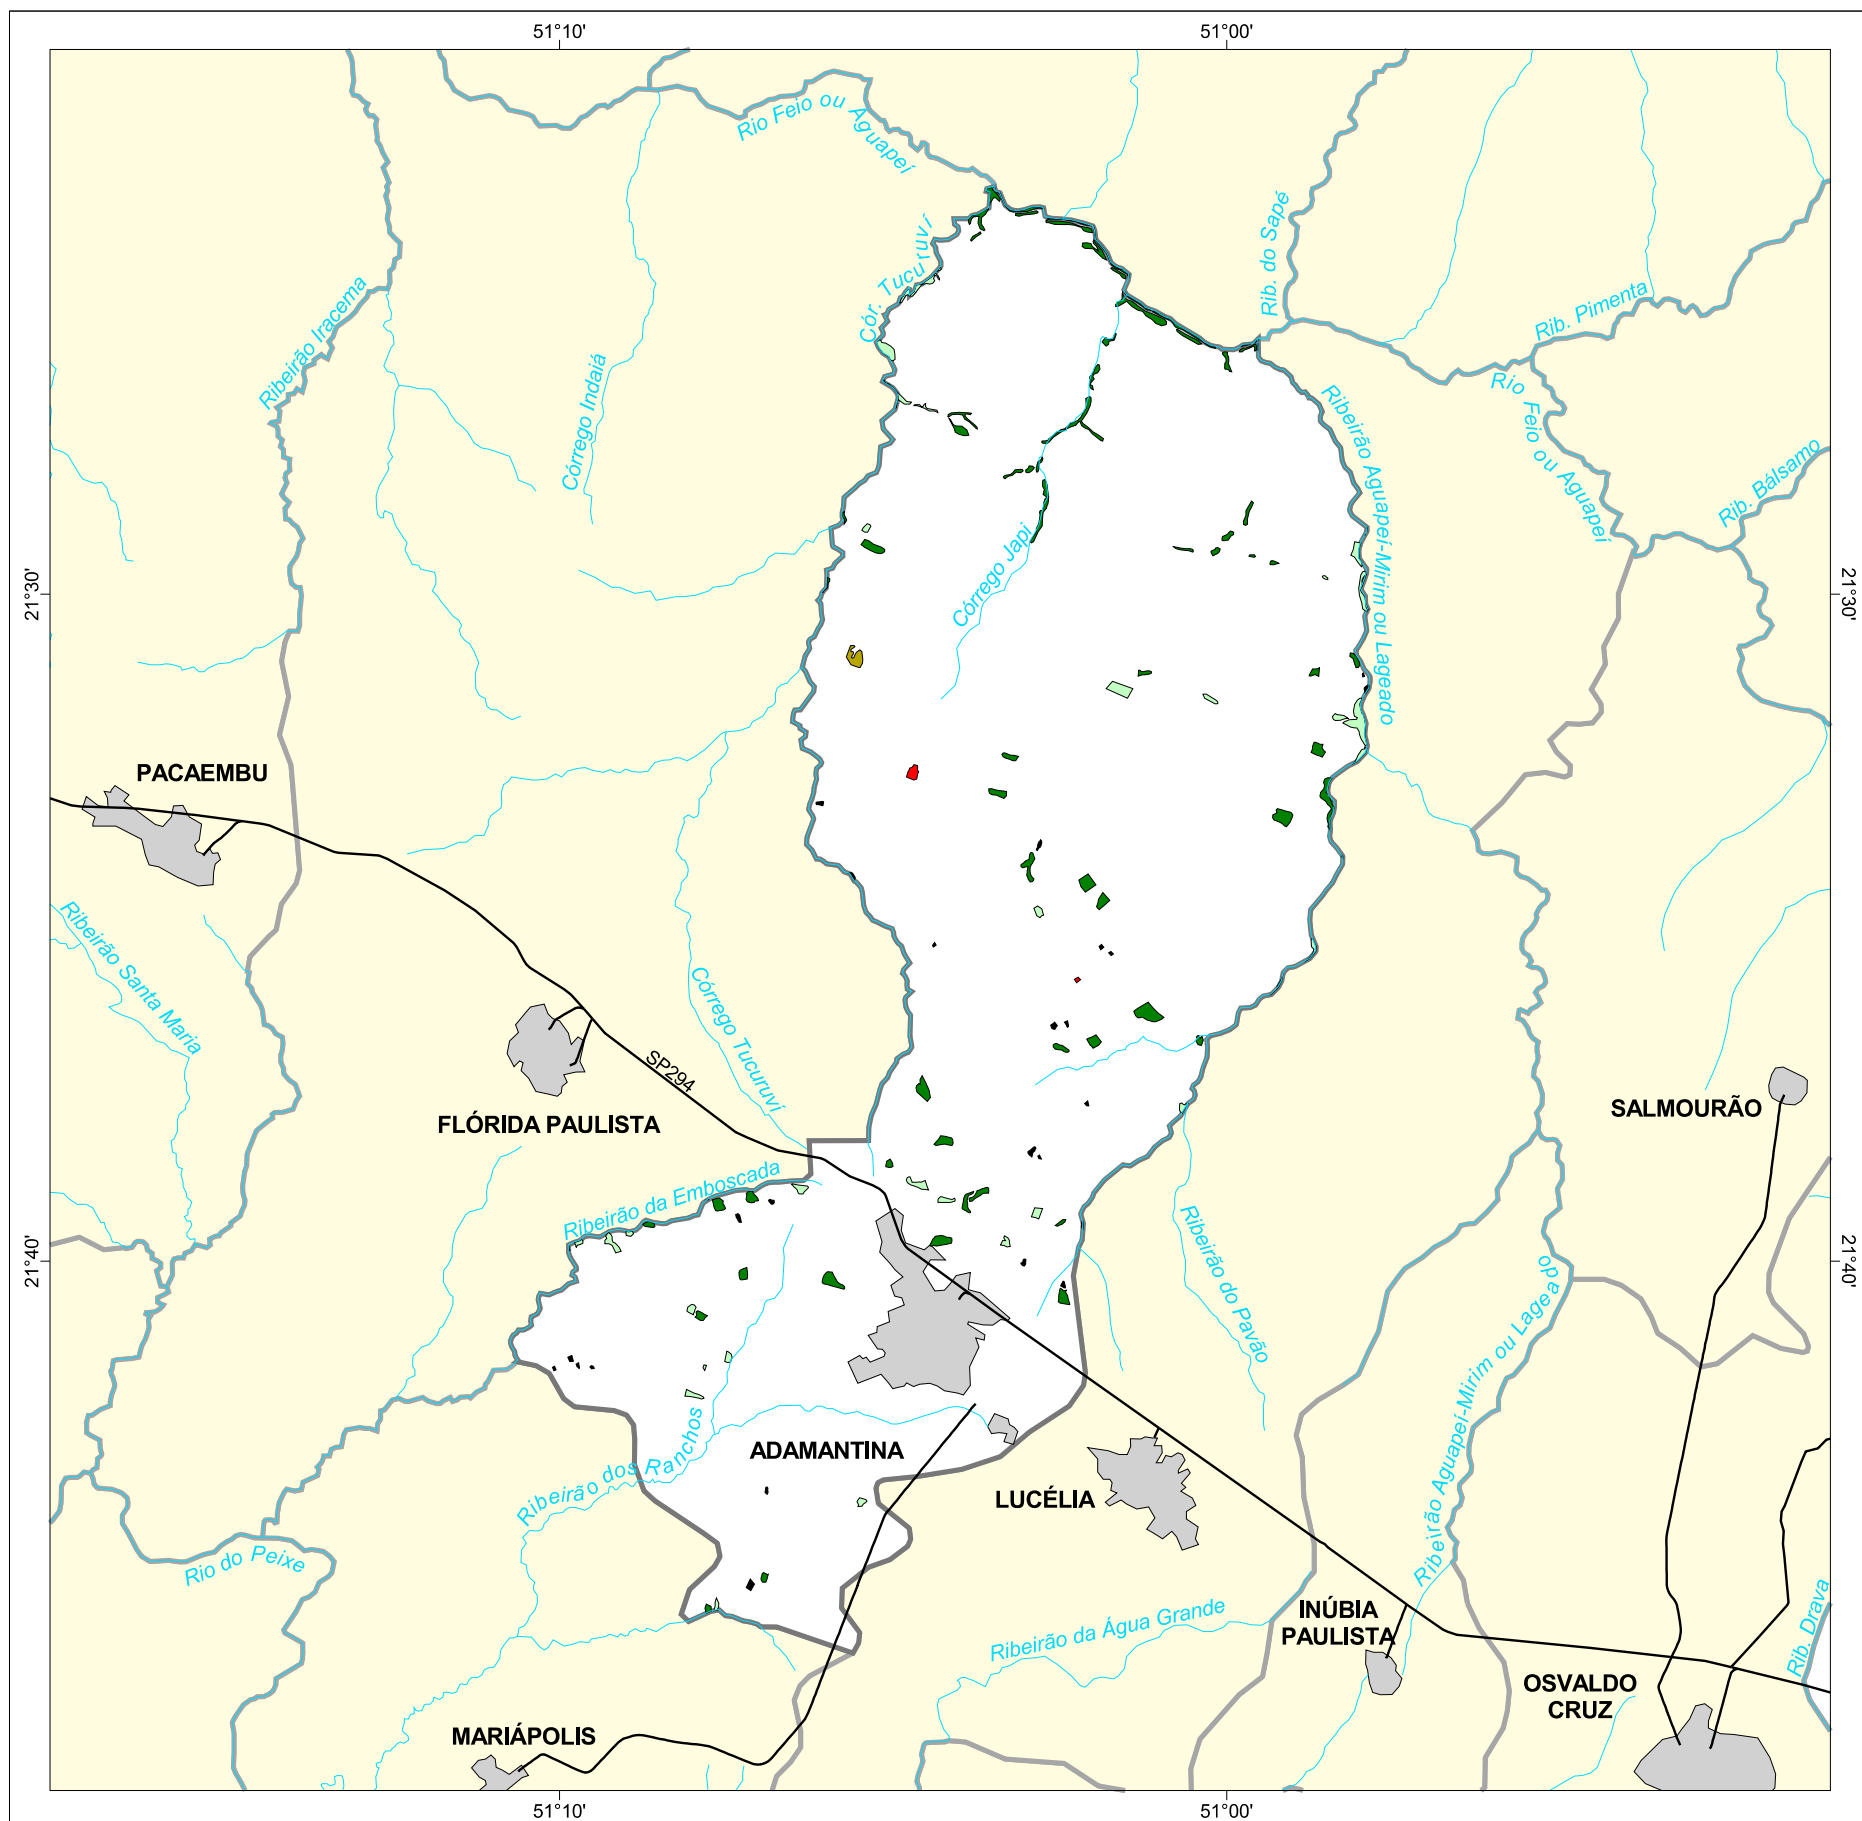 51°10'
51°00'
Rio Feio ou Aguapeí
Cór. Tucuruví
Rib. do Sapé
Rib. Pimenta
Ribeirão Iracema
Córrego Indaiá
Ribeirão Aguapeí-Mirim ou Lageado
Rio Feio ou Aguapeí
Rib. Bálsamo
Córrego Japi
21°30'
21°30'
PACAEMBU
Ribeirão Santa Maria
Córrego Tucuruví
SP294
FLÓRIDA PAULISTA
SALMOURÃO
Ribeirão da Emboscada
Ribeirão do Pavão
21°40'
21°40'
Ribeirão Aguapeí-Mirim ou Lageado
Ribeirão dos Ranchos
ADAMANTINA
LUCÉLIA
Rio do Peixe
Ribeirão da Água Grande
INÚBIA
PAULISTA
Rib. Drava
OSVALDO
CRUZ
MARIÁPOLIS
51°10'
51°00'